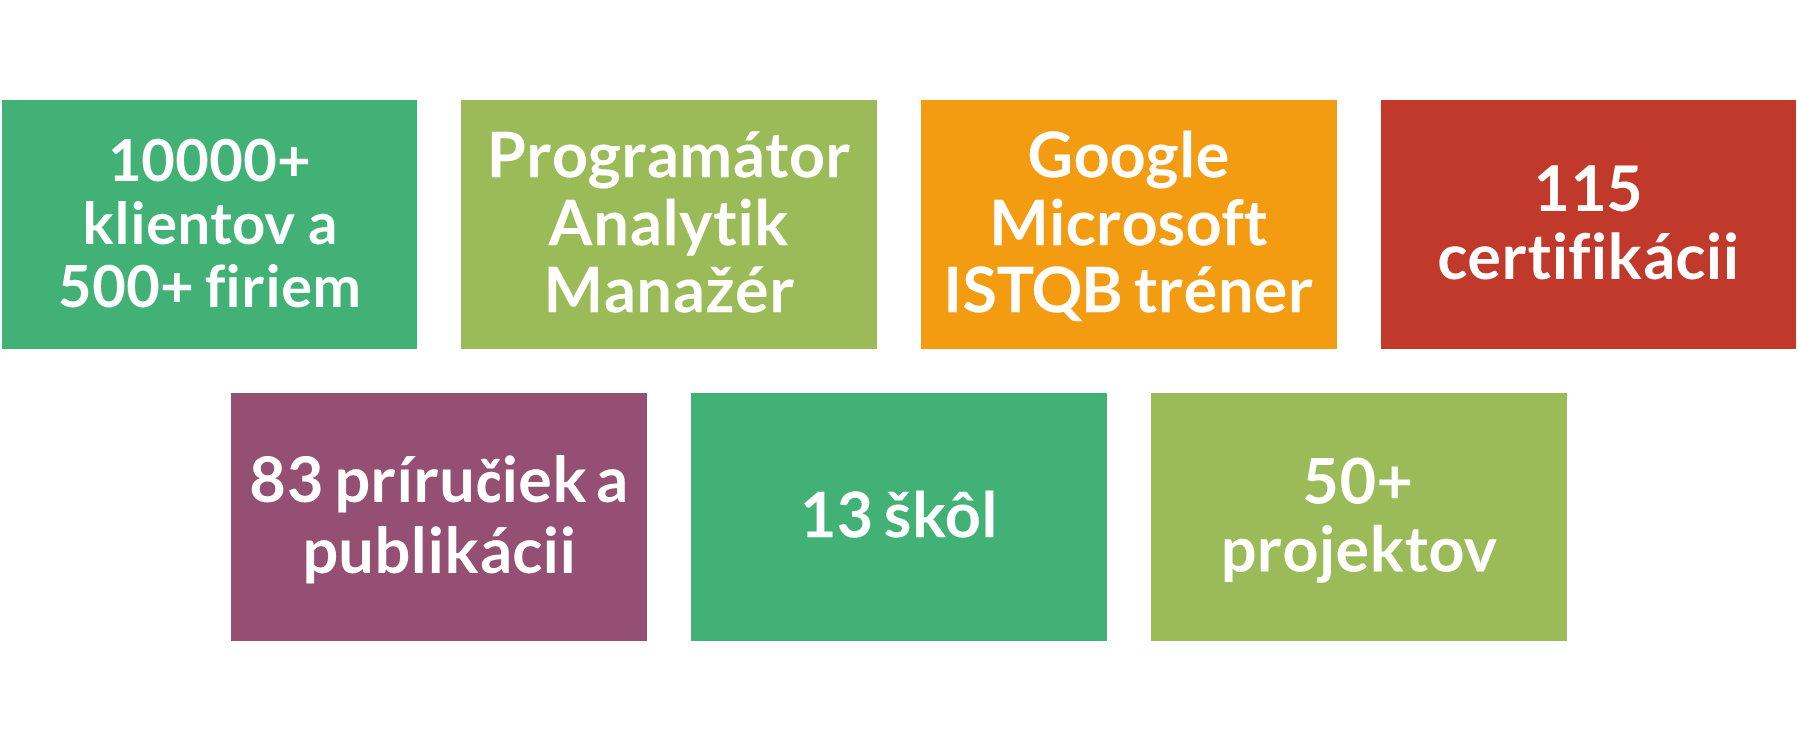 10000+
klientov a
500+ firiem
Programátor
Analytik
Manažér
Google
Microsoft
ISTQB tréner
115
certifikácii
83 príručiek a
publikácii
13 škôl
50+
projektov